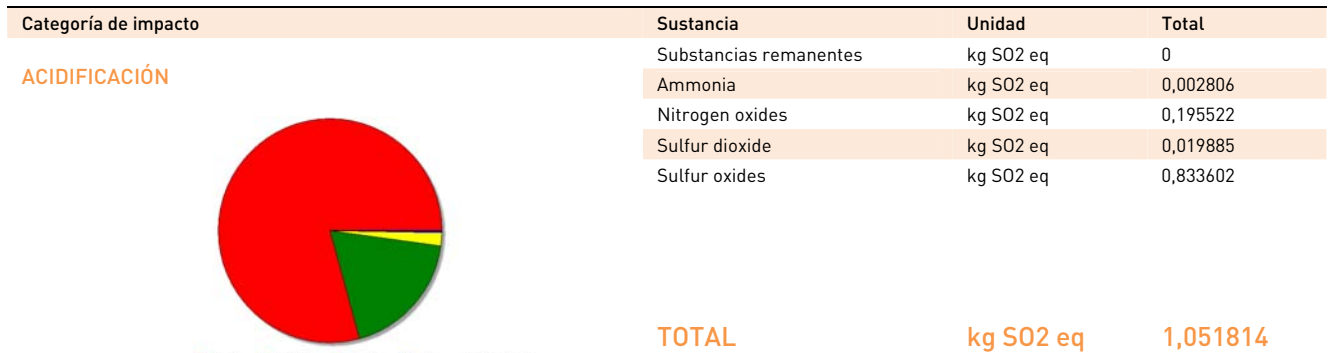 Categoría de impacto Sustancia Unidad Total
ACIDIFICACIÓN
Substancias remanentes kg SO2 eq 0
Ammonia kg SO2 eq 0,002806
Nitrogen oxides kg SO2 eq 0,195522
Sulfur dioxide kg SO2 eq 0,019885
Sulfur oxides kg SO2 eq 0,833602
TOTAL kg SO2 eq 1,051814